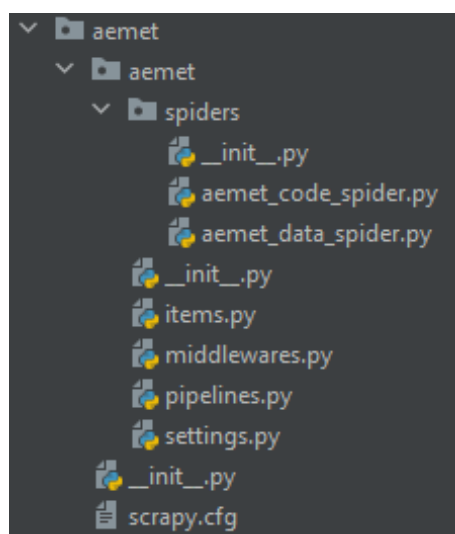 aemet
aemet
spiders
__init__.py
aemet_code_spider.py
aemet_data_spider.py
__init__.py
items.py
middlewares.py
pipelines.py
settings.py
__init__.py
scrapy.cfg